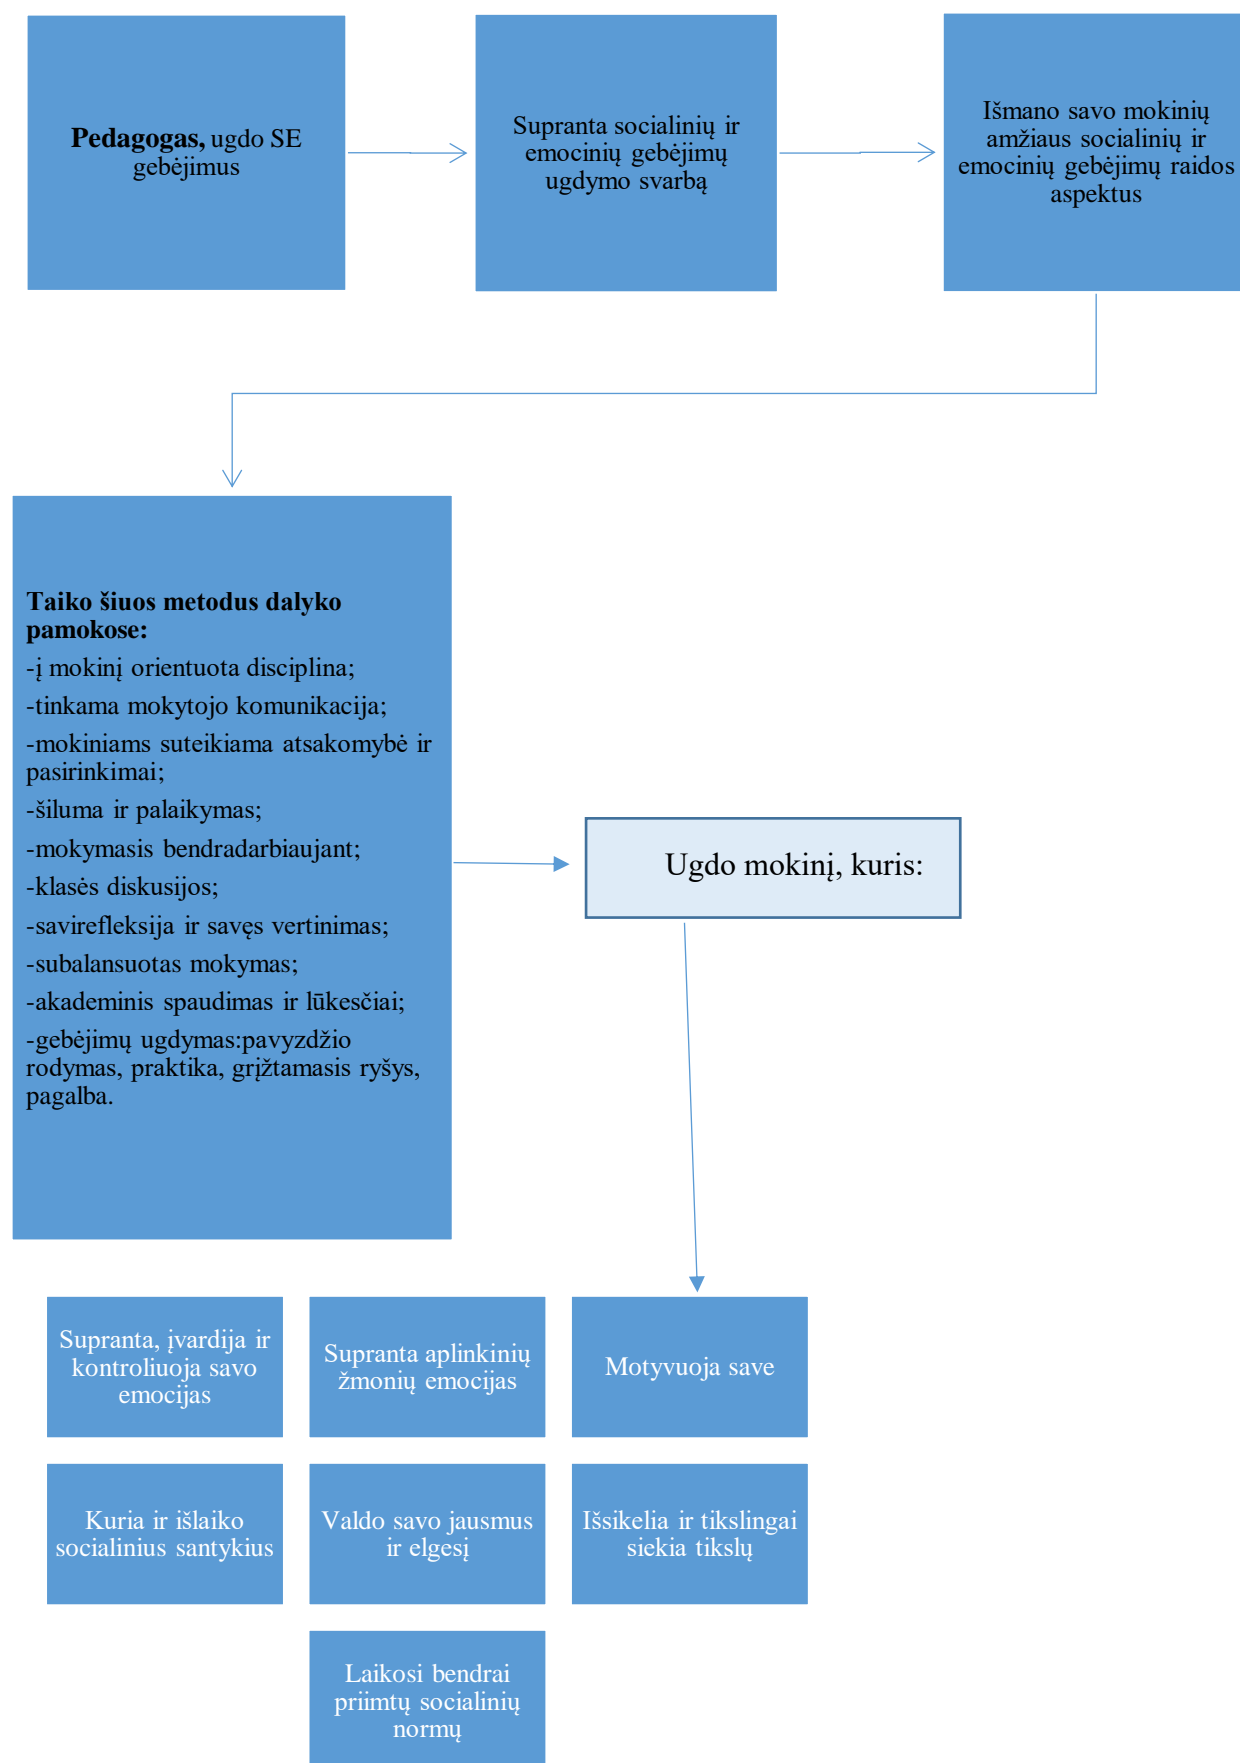 Pedagogas, ugdo SE
gebėjimus
Supranta socialinių ir
emocinių gebėjimų
ugdymo svarbą
Išmano savo mokinių
amžiaus socialinių ir
emocinių gebėjimų raidos
aspektus
Taiko šiuos metodus dalyko
pamokose:
-į mokinį orientuota disciplina;
-tinkama mokytojo komunikacija;
-mokiniams suteikiama atsakomybė ir
pasirinkimai;
-šiluma ir palaikymas;
-mokymasis bendradarbiaujant;
-klasės diskusijos;
-savirefleksija ir savęs vertinimas;
-subalansuotas mokymas;
-akademinis spaudimas ir lūkesčiai;
-gebėjimų ugdymas:pavyzdžio
rodymas, praktika, grįžtamasis ryšys,
pagalba.
Ugdo mokinį, kuris:
Supranta, įvardija ir
kontroliuoja savo
emocijas
Supranta aplinkinių
žmonių emocijas
Motyvuoja save
Kuria ir išlaiko
socialinius santykius
Valdo savo jausmus
ir elgesį
Išsikelia ir tikslingai
siekia tikslų
Laikosi bendrai
priimtų socialinių
normų